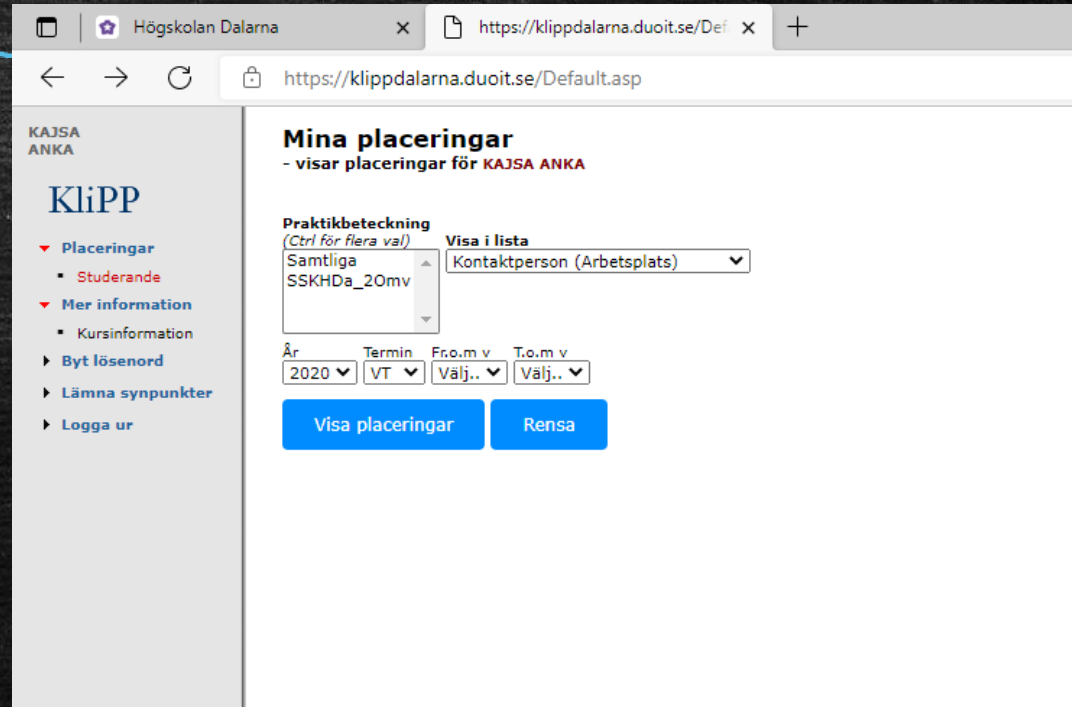 Högskolan Dalarna
https://klippdalarna.duoit.se/Def
https://klippdalarna.duoit.se/Default.asp
KAJSA
ANKA
KliPP
Placeringar
Studerande
Mer information
Kursinformation
Byt lösenord
Lämna synpunkter
Logga ur
Mina placeringar
- visar placeringar för KAJSA ANKA
Praktikbeteckning
(Ctrl för flera val) Visa i lista
Samtliga Kontaktperson (Arbetsplats)
SSKHDa_2Omv
År Termin Fr.o.m v T.o.m v
2020 VT Välj.. Välj..
Visa placeringar Rensa